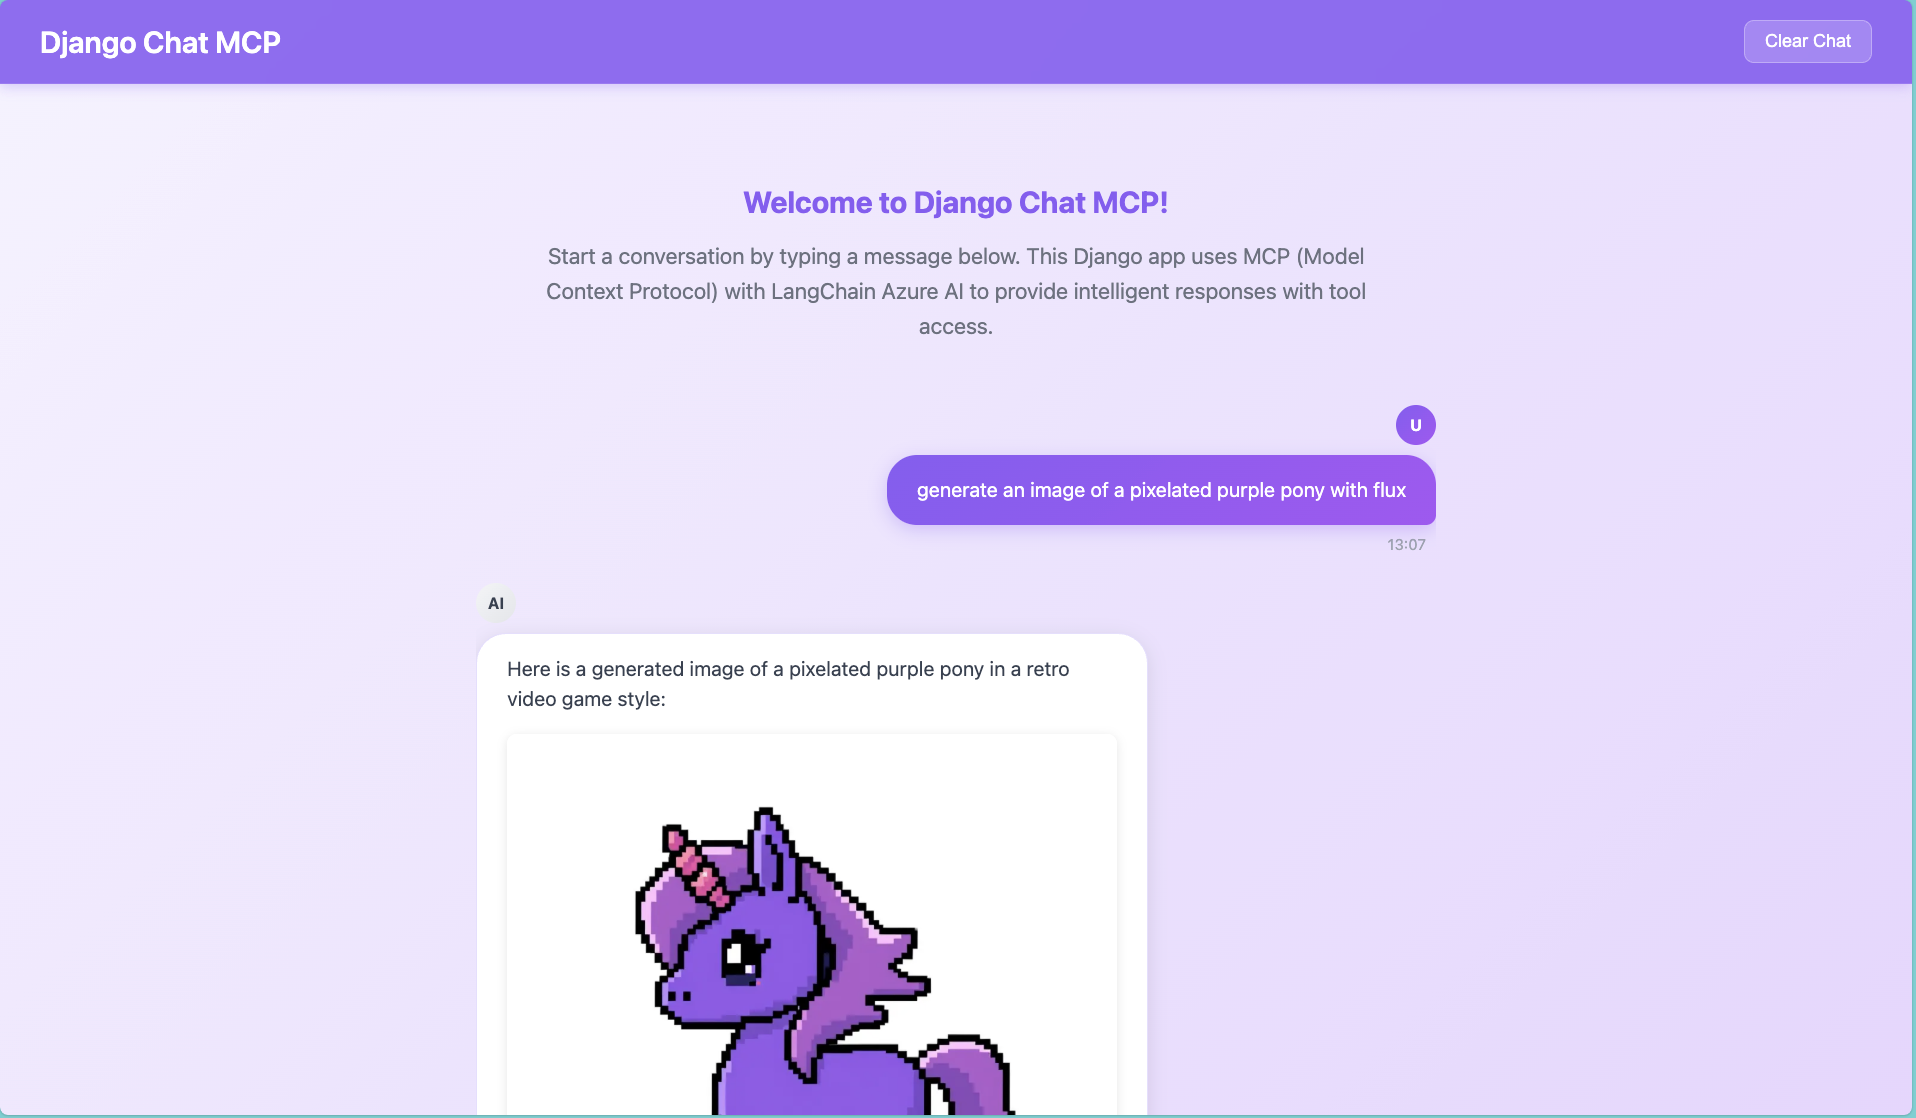 Django Chat MCP
Clear Chat
Welcome to Django Chat MCP!
Start a conversation by typing a message below. This Django app uses MCP (Model
Context Protocol) with LangChain Azure AI to provide intelligent responses with tool
access.
U
generate an image of a pixelated purple pony with flux
13:07
AI
Here is a generated image of a pixelated purple pony in a retro
video game style: